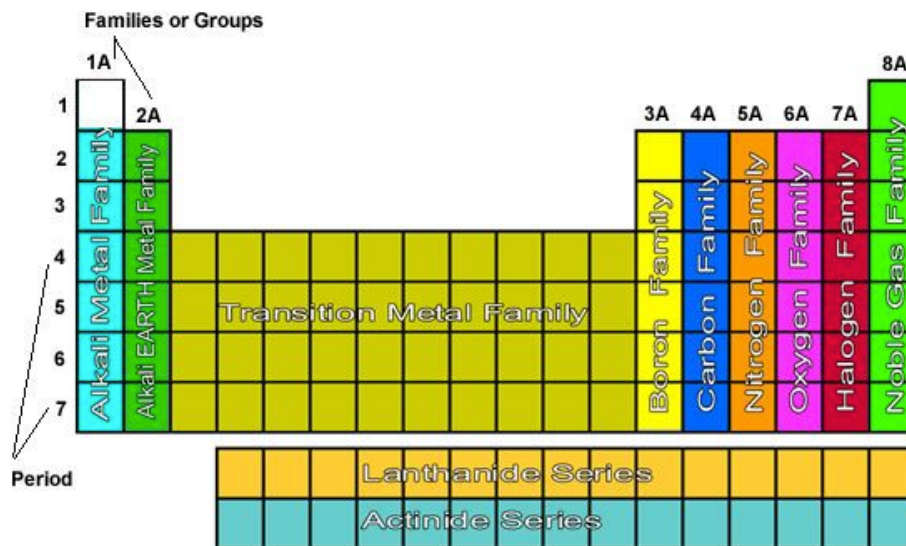 Families or Groups
1A
8A
1
2A
3A 4A 5A 6A 7A
2
3
4
5
6
7
Period
Alkali Metal Family
Alkali EARTH Metal Family
Transition Metal Family
Boron Family
Carbon Family
Nitrogen Family
Oxygen Family
Halogen Family
Noble Gas Family
Lanthanide Series
Actinide Series